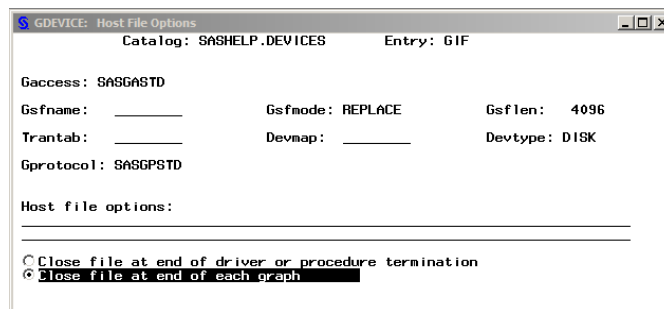 GDEVICE: Host File Options
Catalog: SASHELP.DEVICES Entry: GIF
Gaccess: SASGASTD
Gsfname: Gsfmode: REPLACE Gsflen: 4096
Trantab: Devmap: Devtype: DISK
Gprotocol: SASGPSTD
Host file options:
Close file at end of driver or procedure termination
Close file at end of each graph